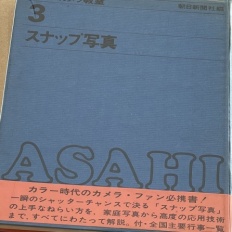 朝日新聞社編
3
スナップ写真
ASAHI
カラー時代のカメラ・ファン必携書！
一瞬のシャッターチャンスで決る「スナップ写真」
の上手なねらい方を、家庭写真から高度の応用技術
まで、すべてにわたって解説。付・全国主要行事一覧